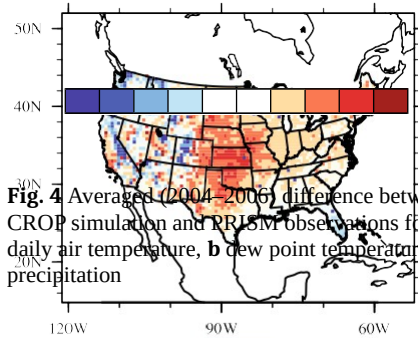 50N
40N
30N
Fig. 4 Averaged (2004–2006) difference betw
CROP simulation and PRISM observations fo
daily air temperature, b dew point temperatur
20N
precipitation
120W 90W 60W